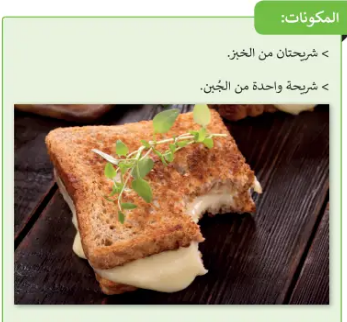 المكونات:
> شريحتان من الخبز.
> شريحة واحدة من الجُبن.